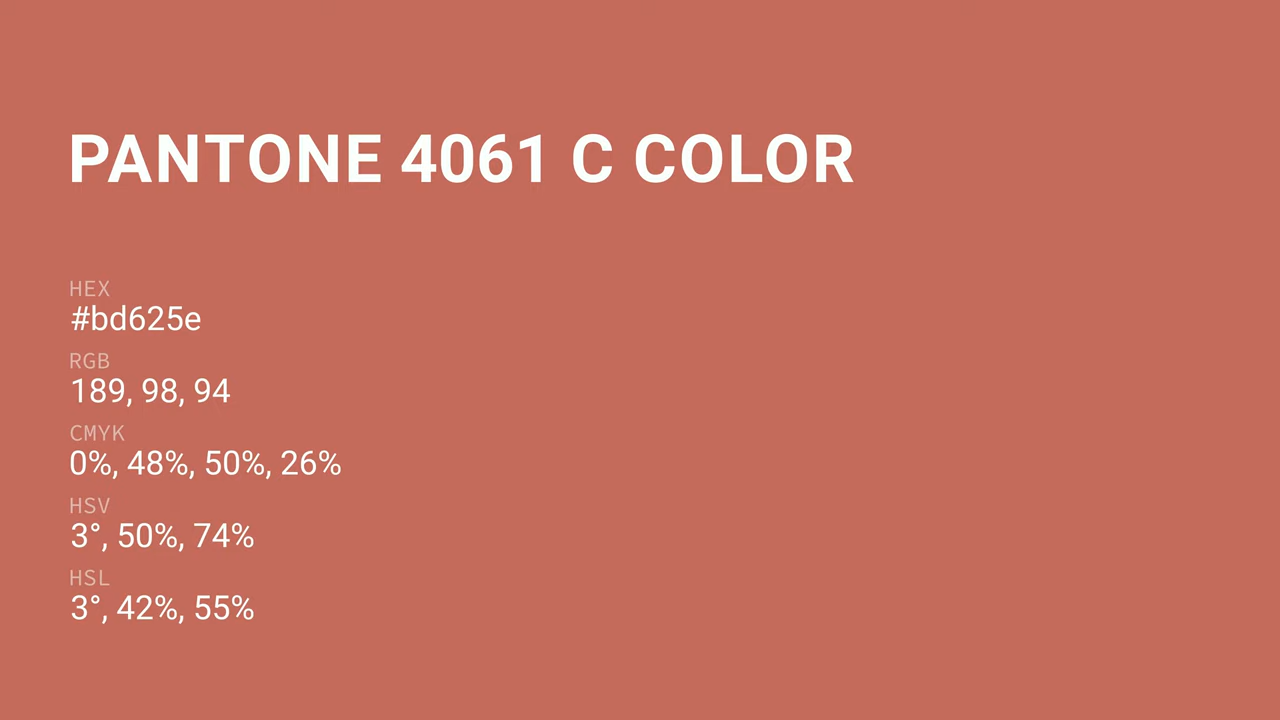 PANTONE 4061 C COLOR
HEX
#bd625e
RGB
189, 98, 94
CMYK
0%, 48%, 50%, 26%
HSV
3°, 50%, 74%
HSL
3°, 42%, 55%